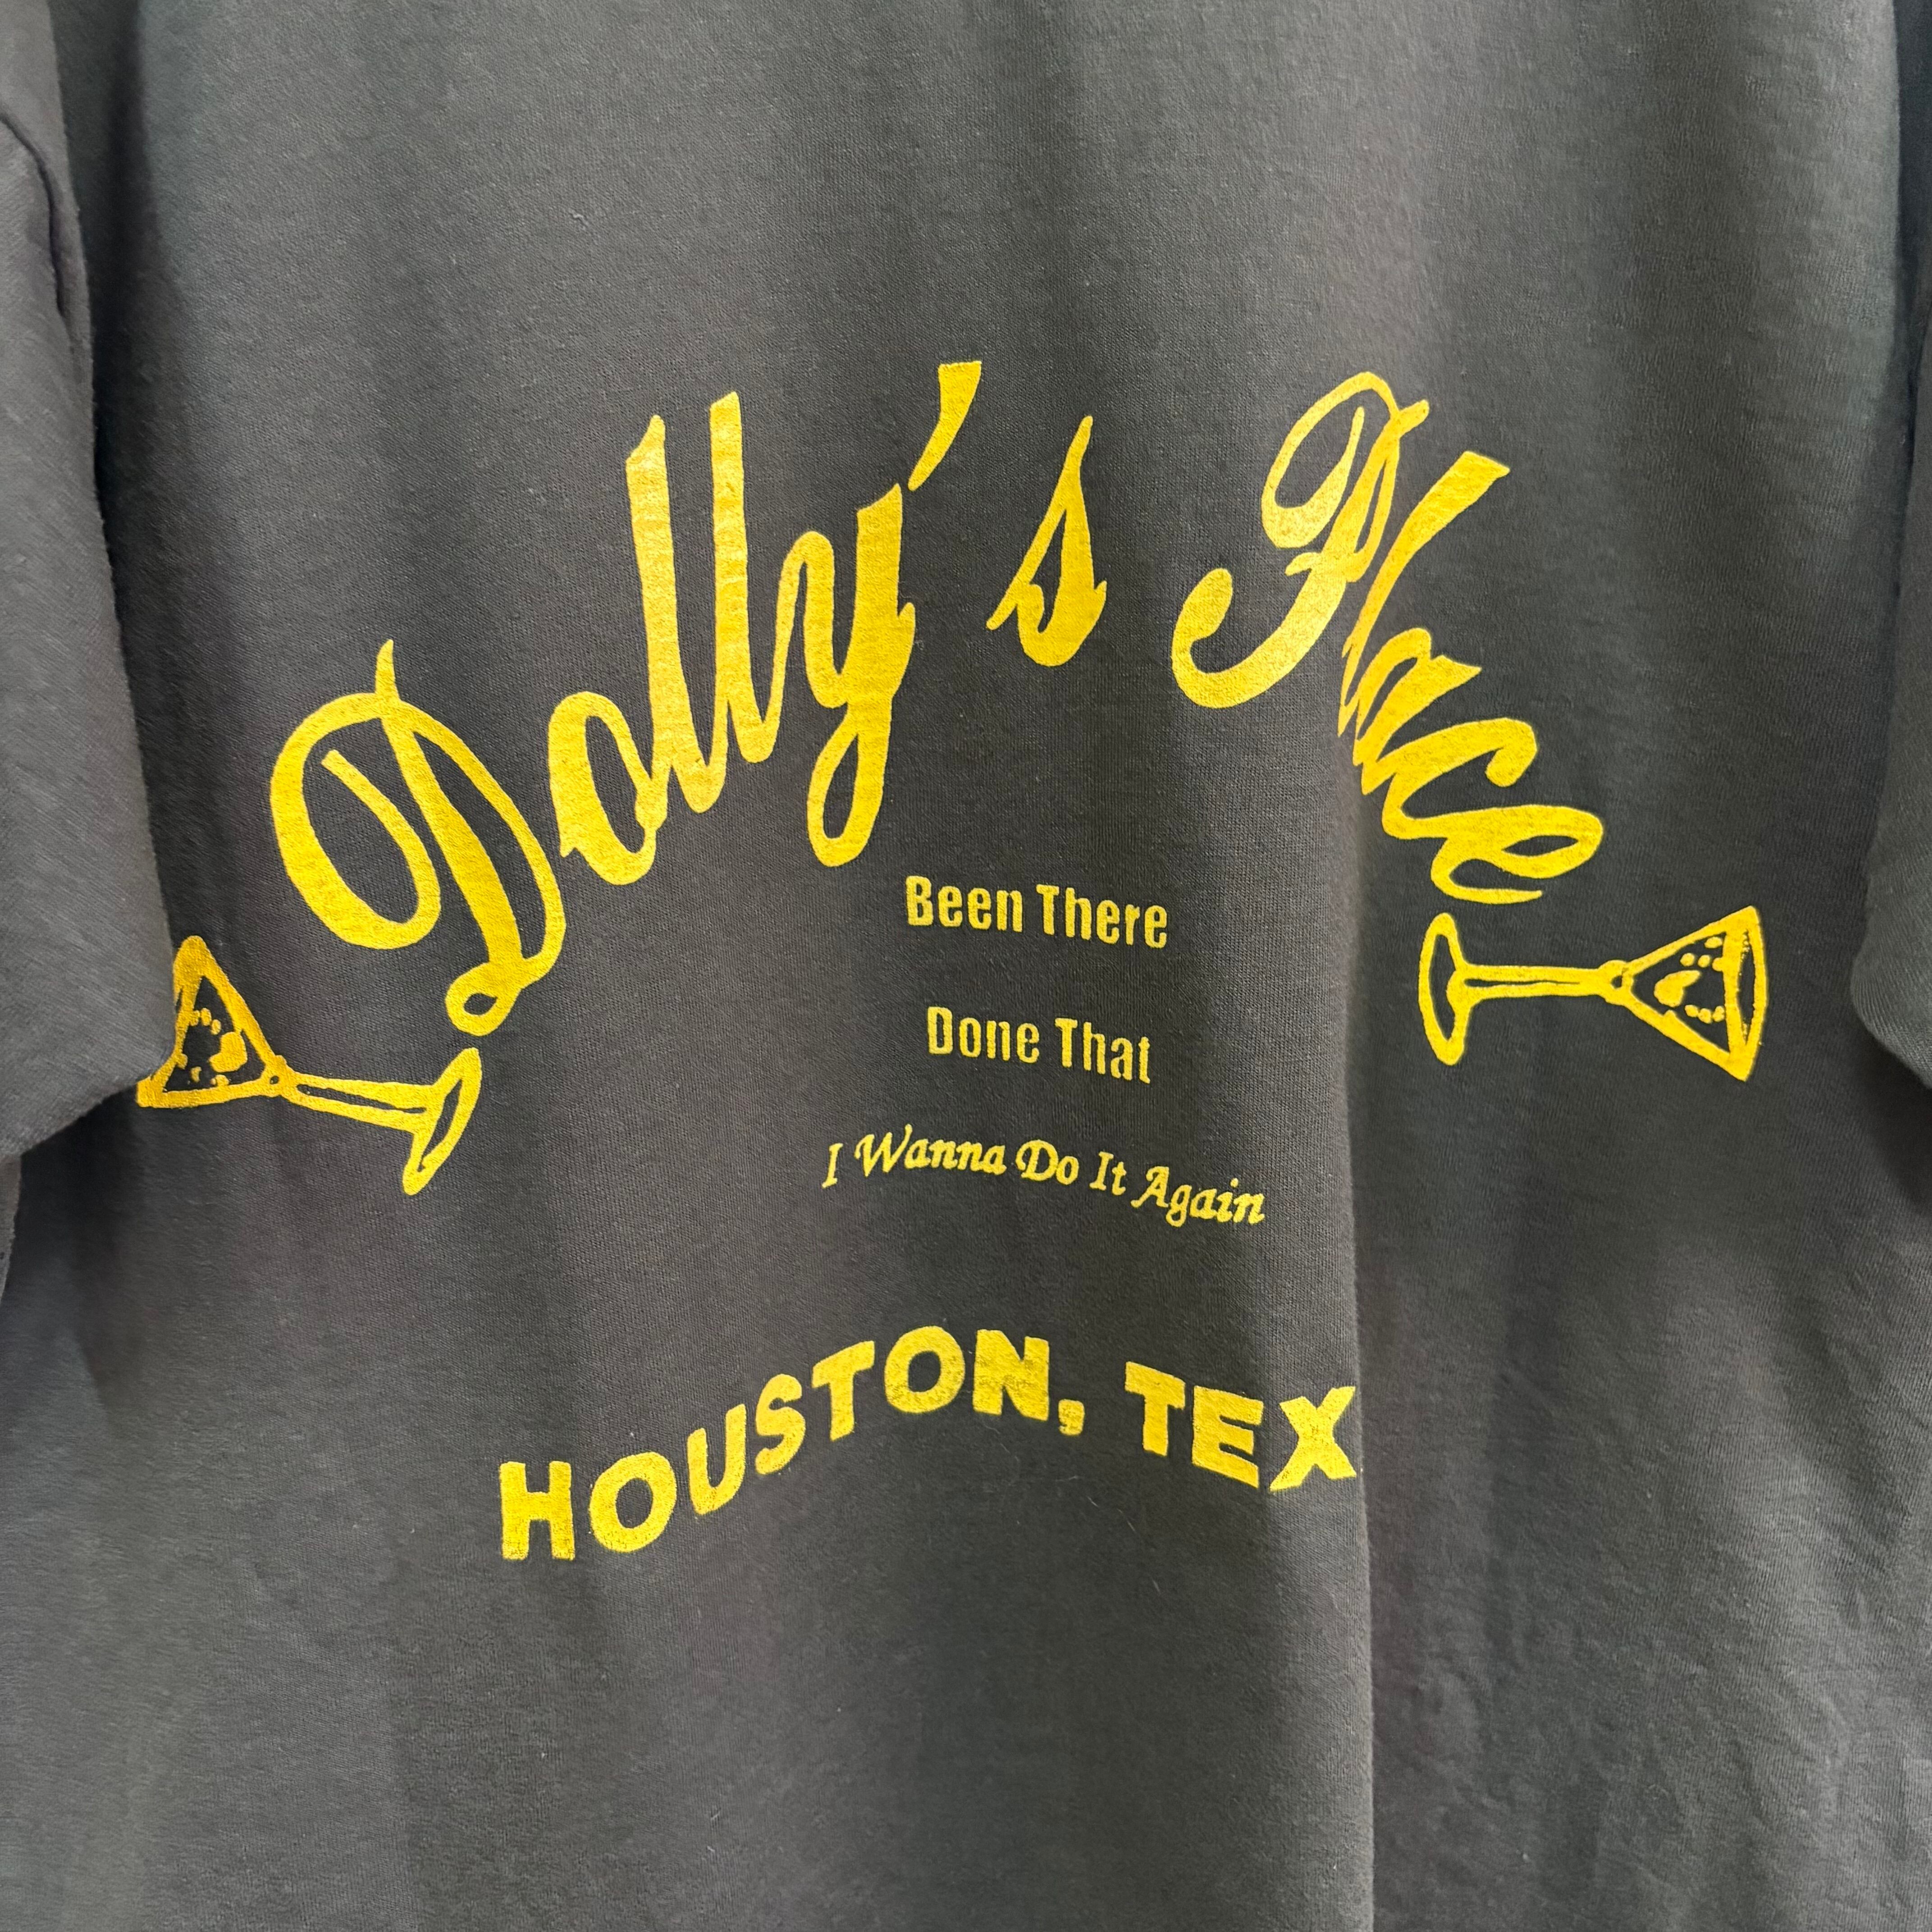 Dolly's Place
Been There
Done That
I Wanna Do It Again
HOUSTON, TEX